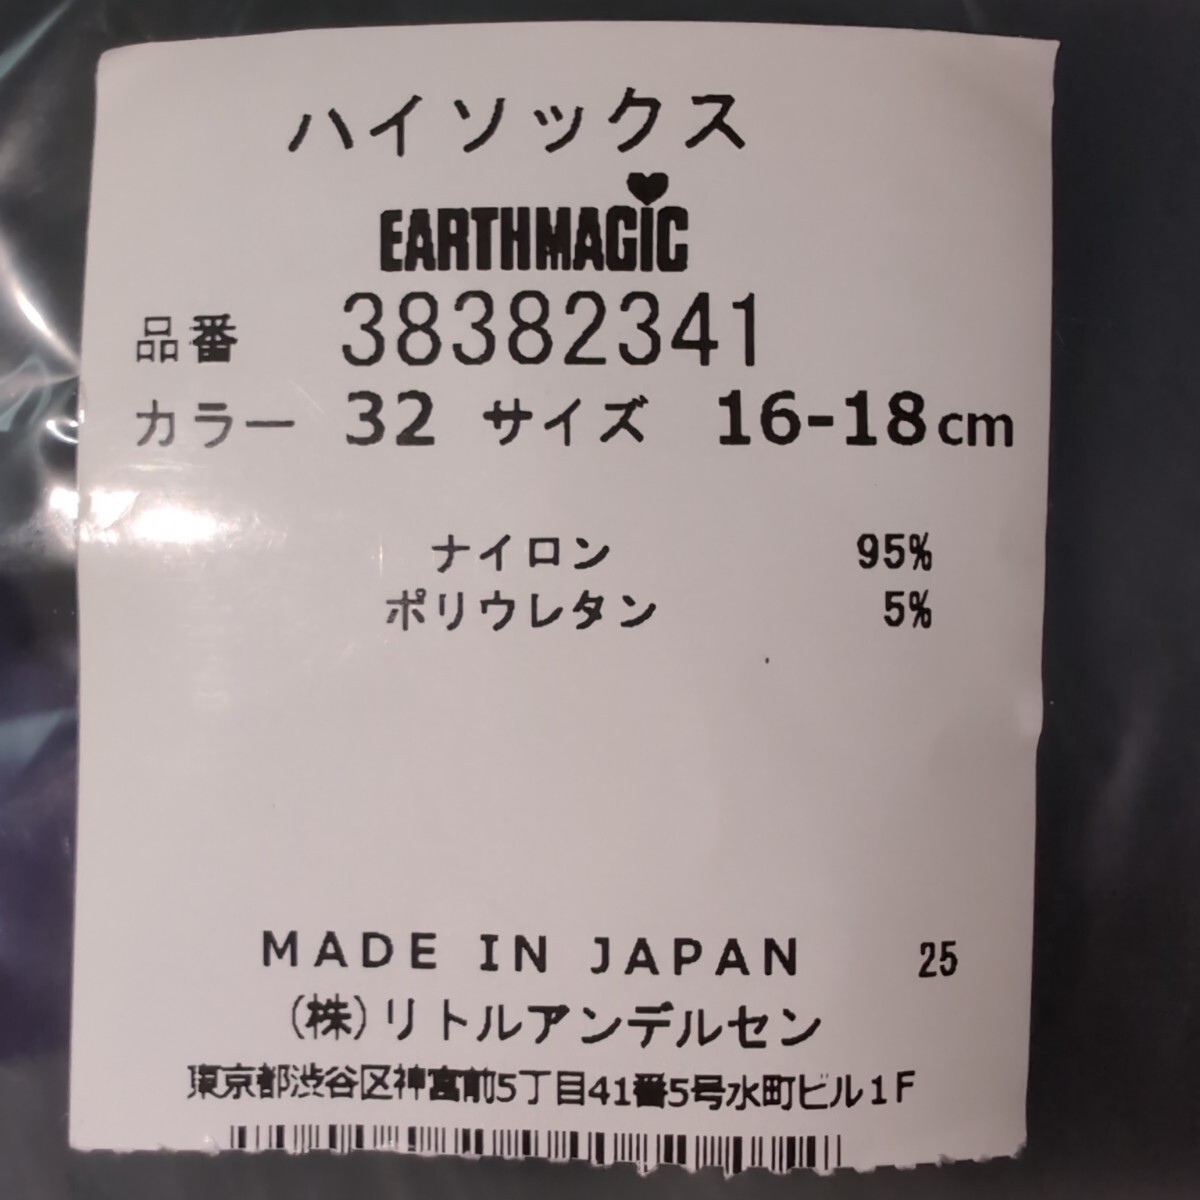 ハイソックス
EARTHMAGIC
品番 38382341
カラー 32 サイズ 16-18cm
ナイロン 95%
ポリウレタン 5%
MADE IN JAPAN 25
(株)リトルアンデルセン
東京都渋谷区神宮前5丁目41番5号水町ビル1F